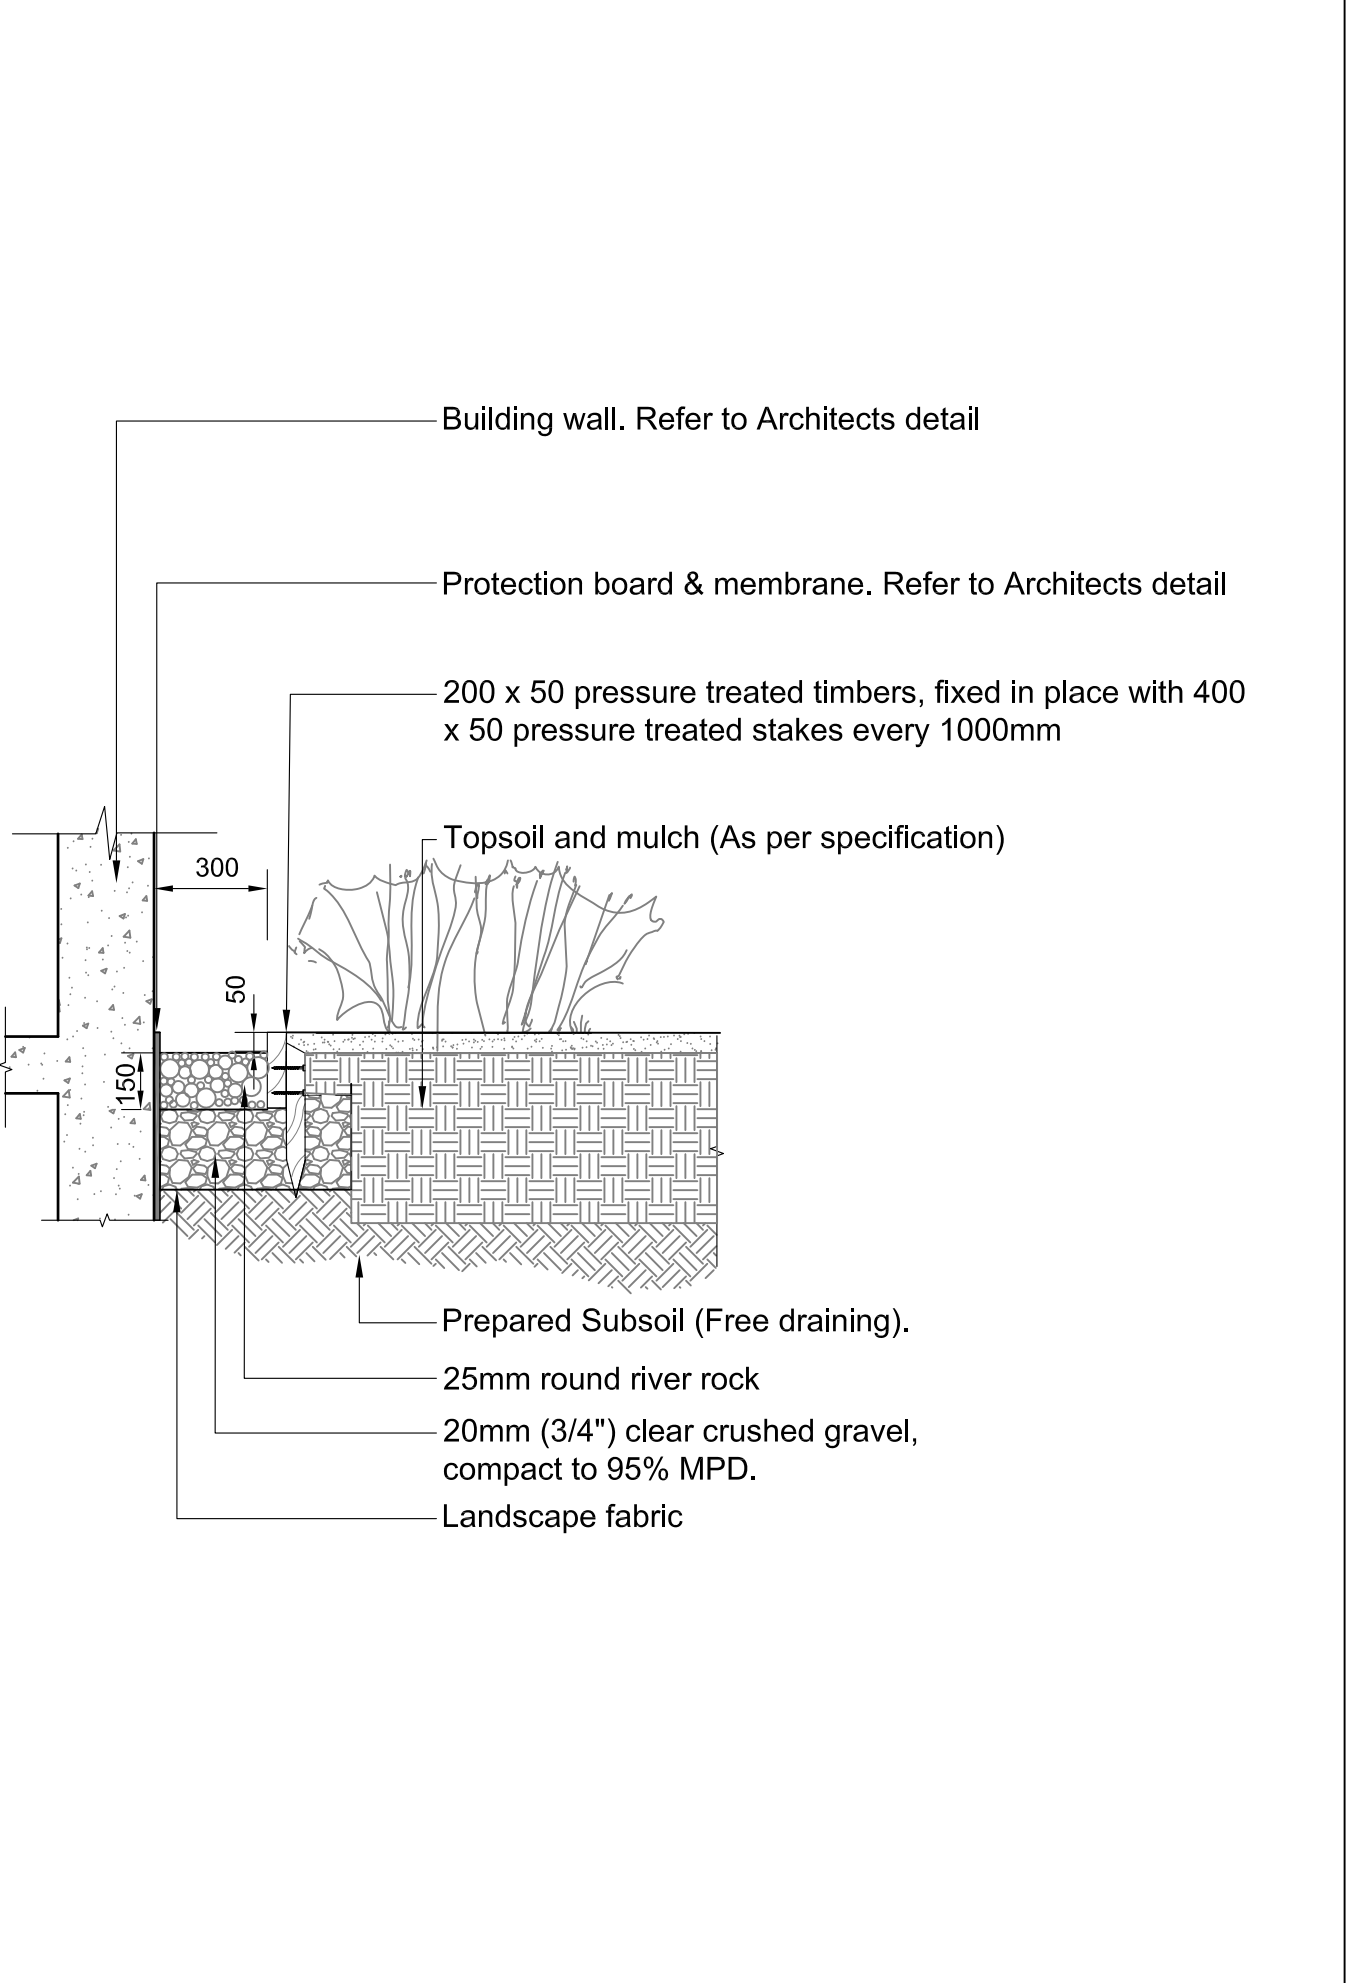 Building wall. Refer to Architects detail
Protection board & membrane. Refer to Architects detail
200 x 50 pressure treated timbers, fixed in place with 400
x 50 pressure treated stakes every 1000mm
Topsoil and mulch (As per specification)
300
50
150
Prepared Subsoil (Free draining).
25mm round river rock
20mm (3/4") clear crushed gravel,
compact to 95% MPD.
Landscape fabric